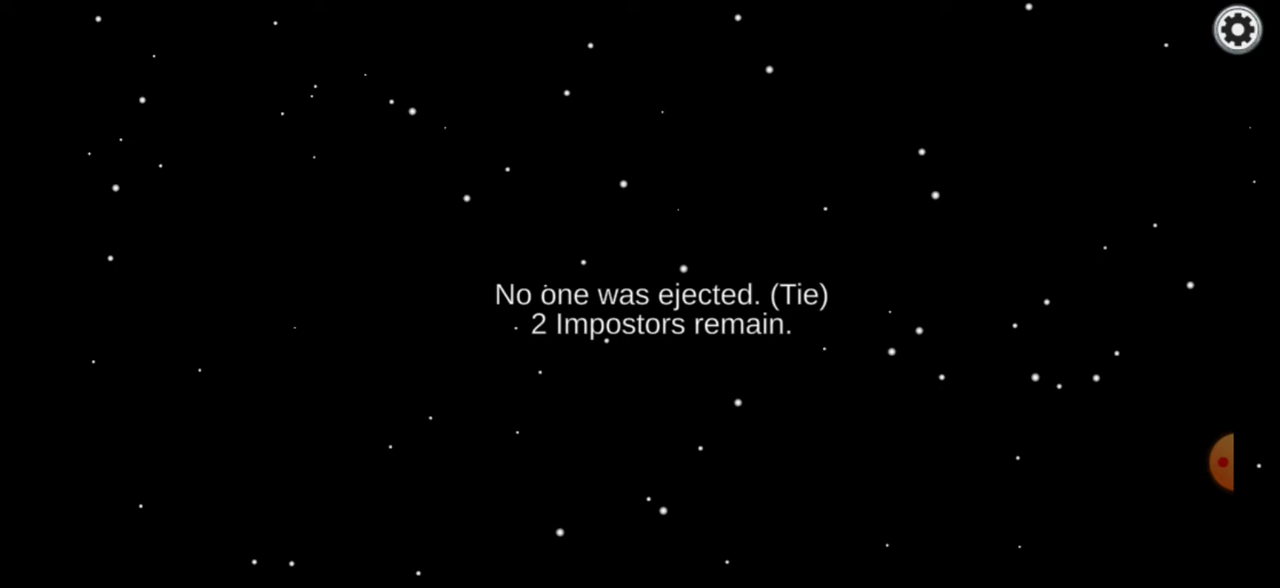 No one was ejected. (Tie)
2 Impostors remain.